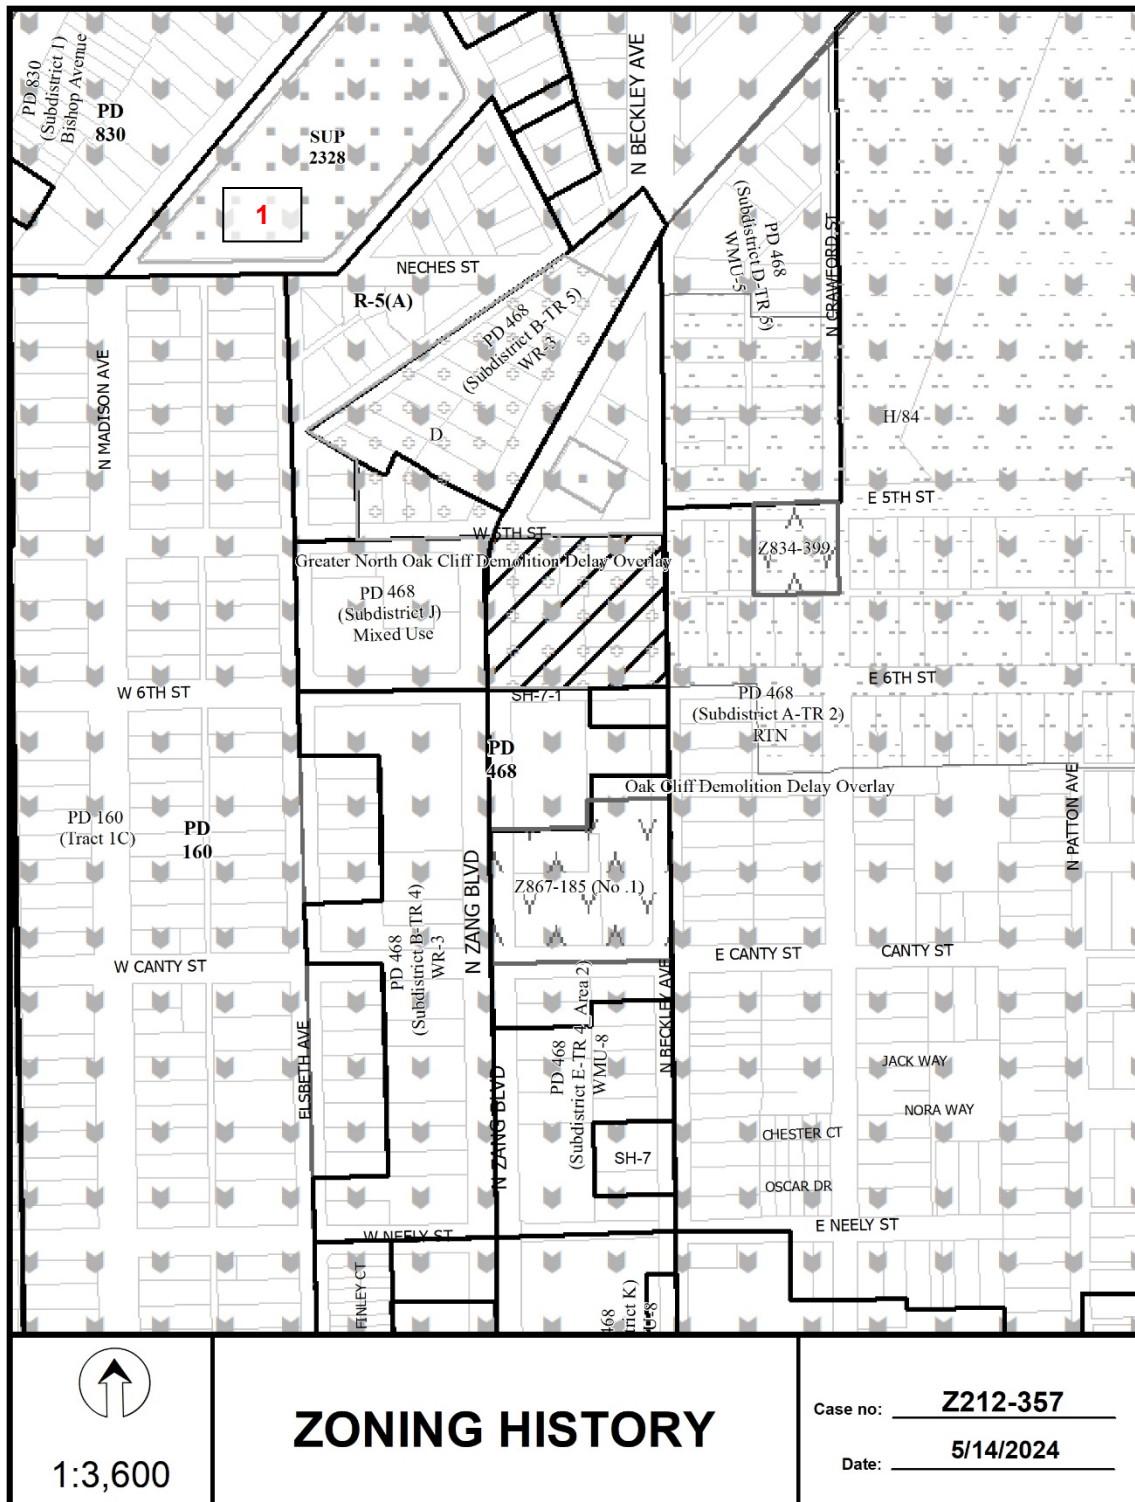 PD 830
(Subdistrict 1)
Bishop Avenue
PD
830
SUP
2328
1
N BECKLEY AVE
PD 468
(Subdistrict D-TR 5)
WMU-5
N CRAWFORD ST
NECHES ST
R-5(A)
PD 468
(Subdistrict B-TR 5)
WR-3
N MADISON AVE
D
H/84
E 5TH ST
W 5TH ST
Z834-399
Greater North Oak Cliff Demolition Delay Overlay
PD 468
(Subdistrict J)
Mixed Use
W 6TH ST
SH-7-1
E 6TH ST
PD 468
(Subdistrict A-TR 2)
RTN
PD
468
Oak Cliff Demolition Delay Overlay
N PATTON AVE
PD 160
(Tract 1C)
PD
160
Z867-185 (No .1)
N ZANG BLVD
PD 468
(Subdistrict B-TR 4)
WR-3
W CANTY ST
E CANTY ST
CANTY ST
N BECKLEY AVE
PD 468
(Subdistrict E-TR 4, Area 2)
WMU-8
ELSBETH AVE
JACK WAY
NORA WAY
N ZANG BLVD
CHESTER CT
SH-7
OSCAR DR
E NEELY ST
W NEELY ST
FINLEY CT
468
trict K)
U-8
1:3,600
ZONING HISTORY
Case no: Z212-357
Date: 5/14/2024